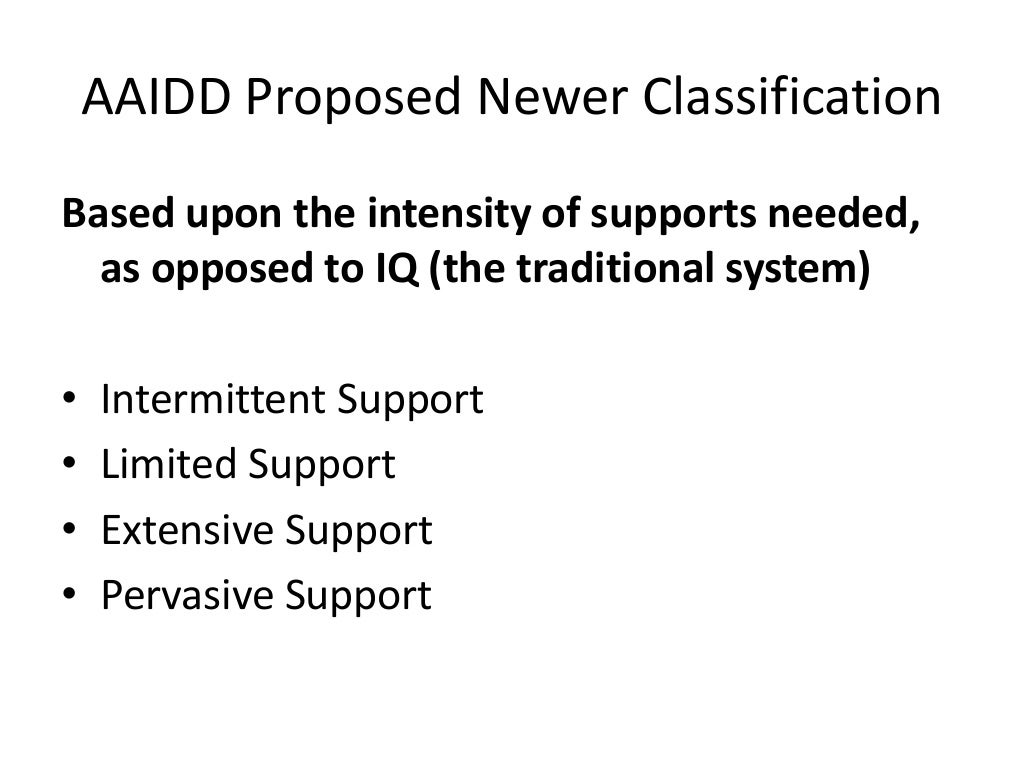 AAIDD Proposed Newer Classification
Based upon the intensity of supports needed,
as opposed to IQ (the traditional system)
• Intermittent Support
• Limited Support
• Extensive Support
• Pervasive Support